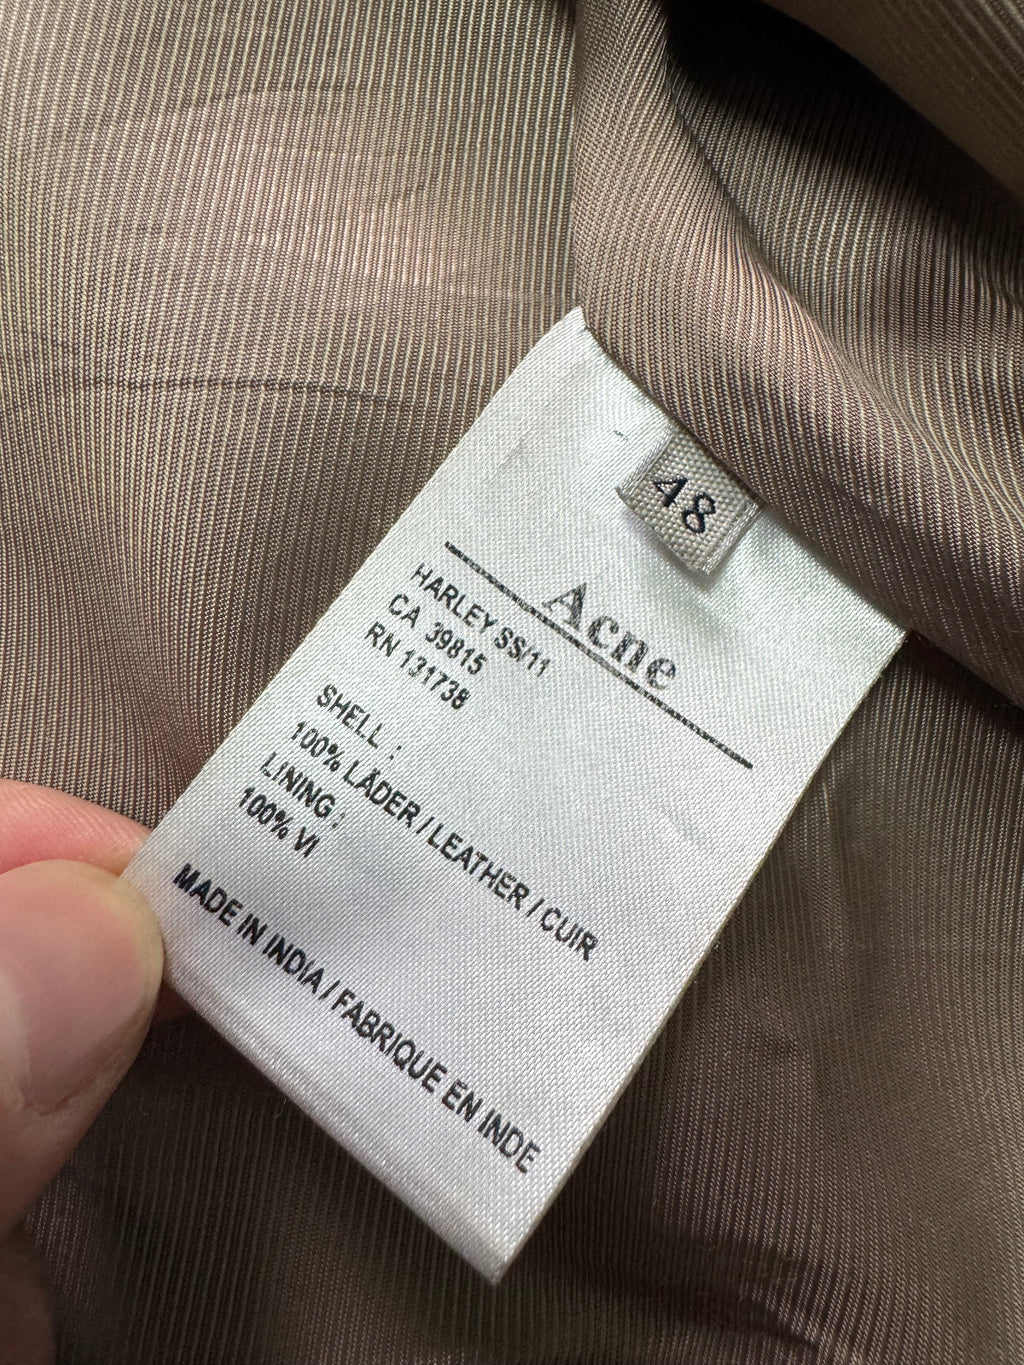 48
Acne
HARLEY SS/11
CA 39815
RN 131738
SHELL :
100% LÄDER / LEATHER / CUIR
LINING :
100% VI
MADE IN INDIA / FABRIQUE EN INDE